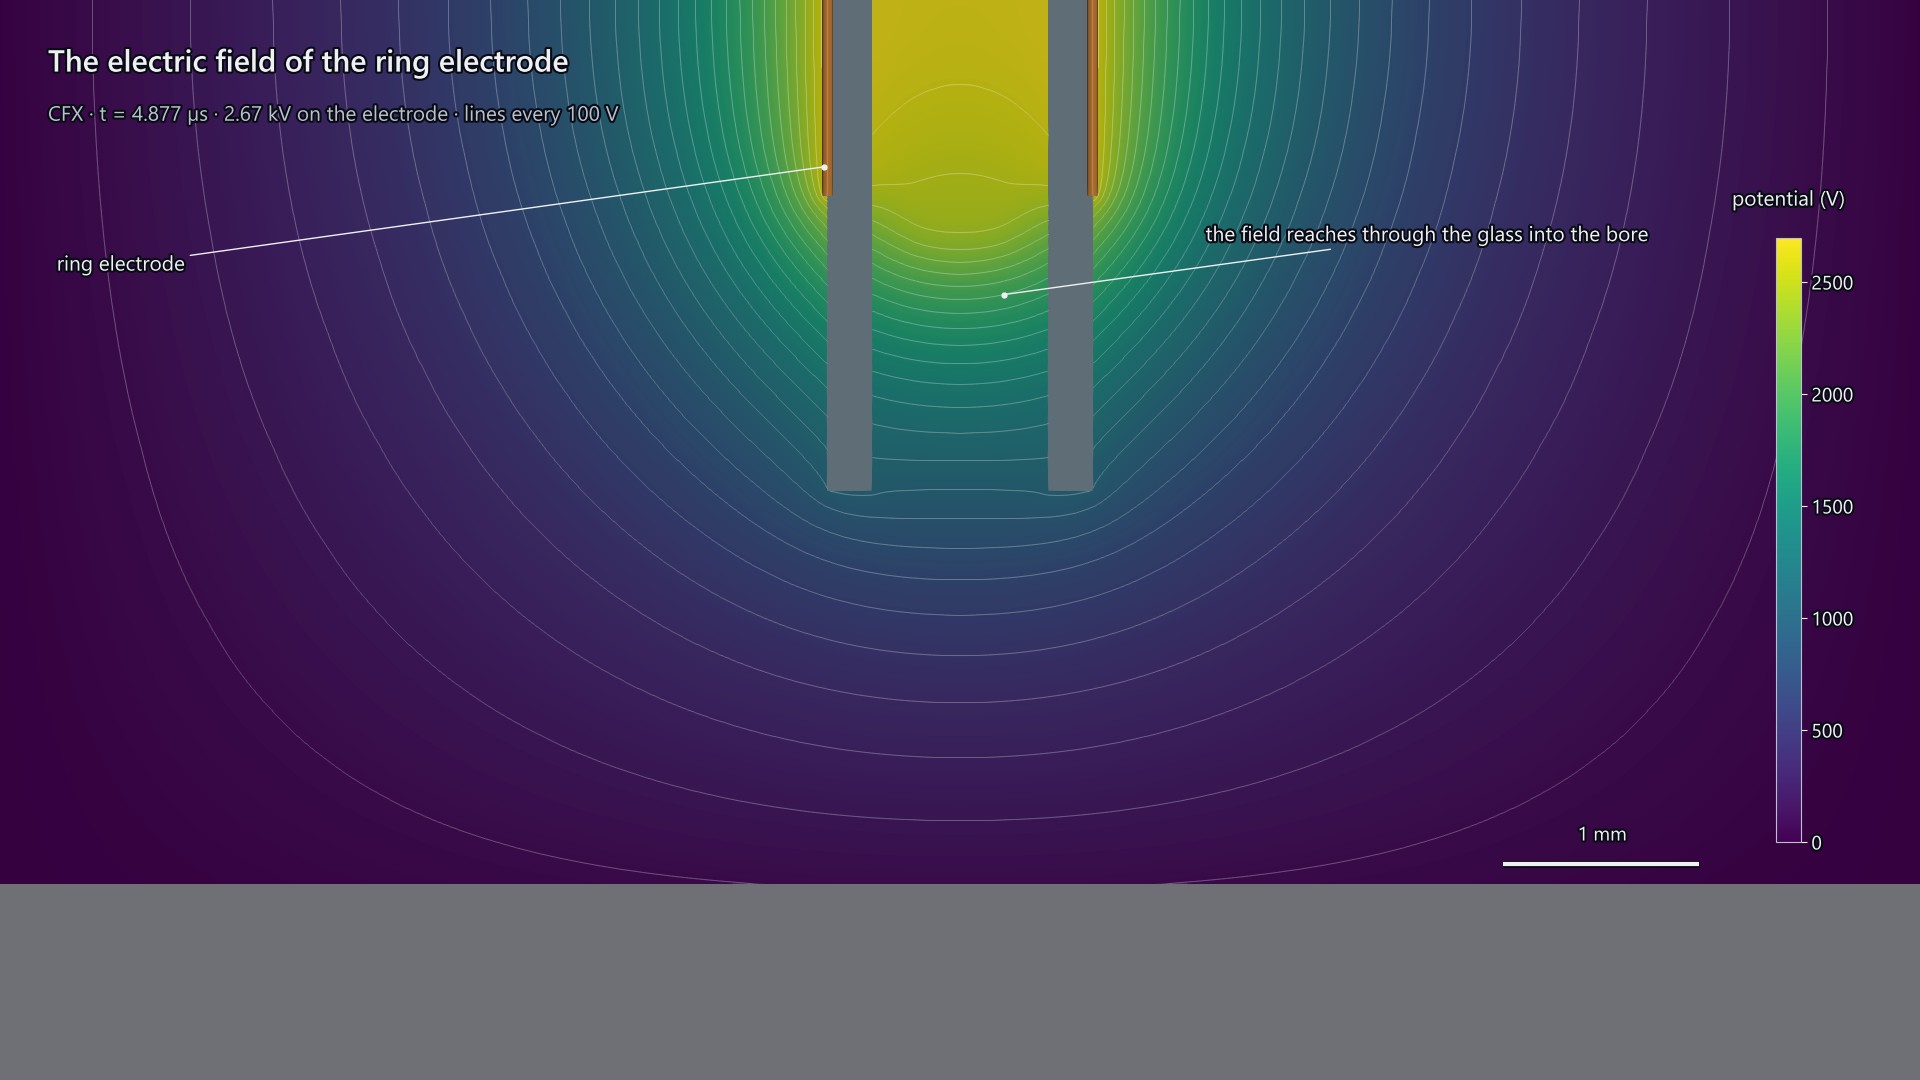 The electric field of the ring electrode
CFX · t = 4.877 µs · 2.67 kV on the electrode · lines every 100 V
potential (V)
the field reaches through the glass into the bore
ring electrode
2500
2000
1500
1000
500
0
1 mm